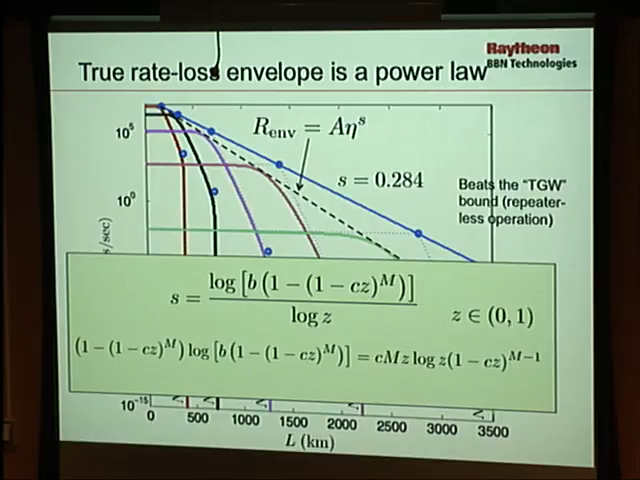 True rate-loss envelope is a power law
Raytheon
BBN Technologies
R_env = Aη^s
s = 0.284
Beats the "TGW"
bound (repeater-
less operation)
10^5
10^0
s/sec)
s = log[b(1 − (1 − cz)^M)] / log z
z ∈ (0, 1)
(1−(1−cz)^M) log [b(1−(1−cz)^M)] = cMz log z(1−cz)^{M−1}
10^−15
0 500 1000 1500 2000 2500 3000 3500
L (km)